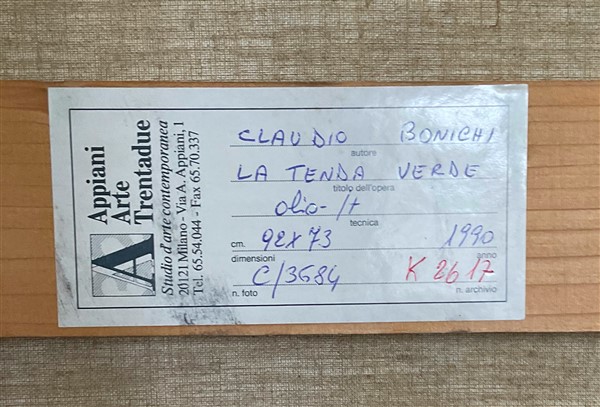 Appiani
Arte
Trentadue
Studio d'arte contemporanea
20121 Milano - Via A. Appiani, 1
Tel. 65.54.044 - Fax 65.70.337
CLAUDIO BONICHI
autore
LA TENDA VERDE
titolo dell'opera
olio-/t
tecnica
cm. 92X73 1990
dimensioni anno
C/3684 K 2617
n. foto n. archivio